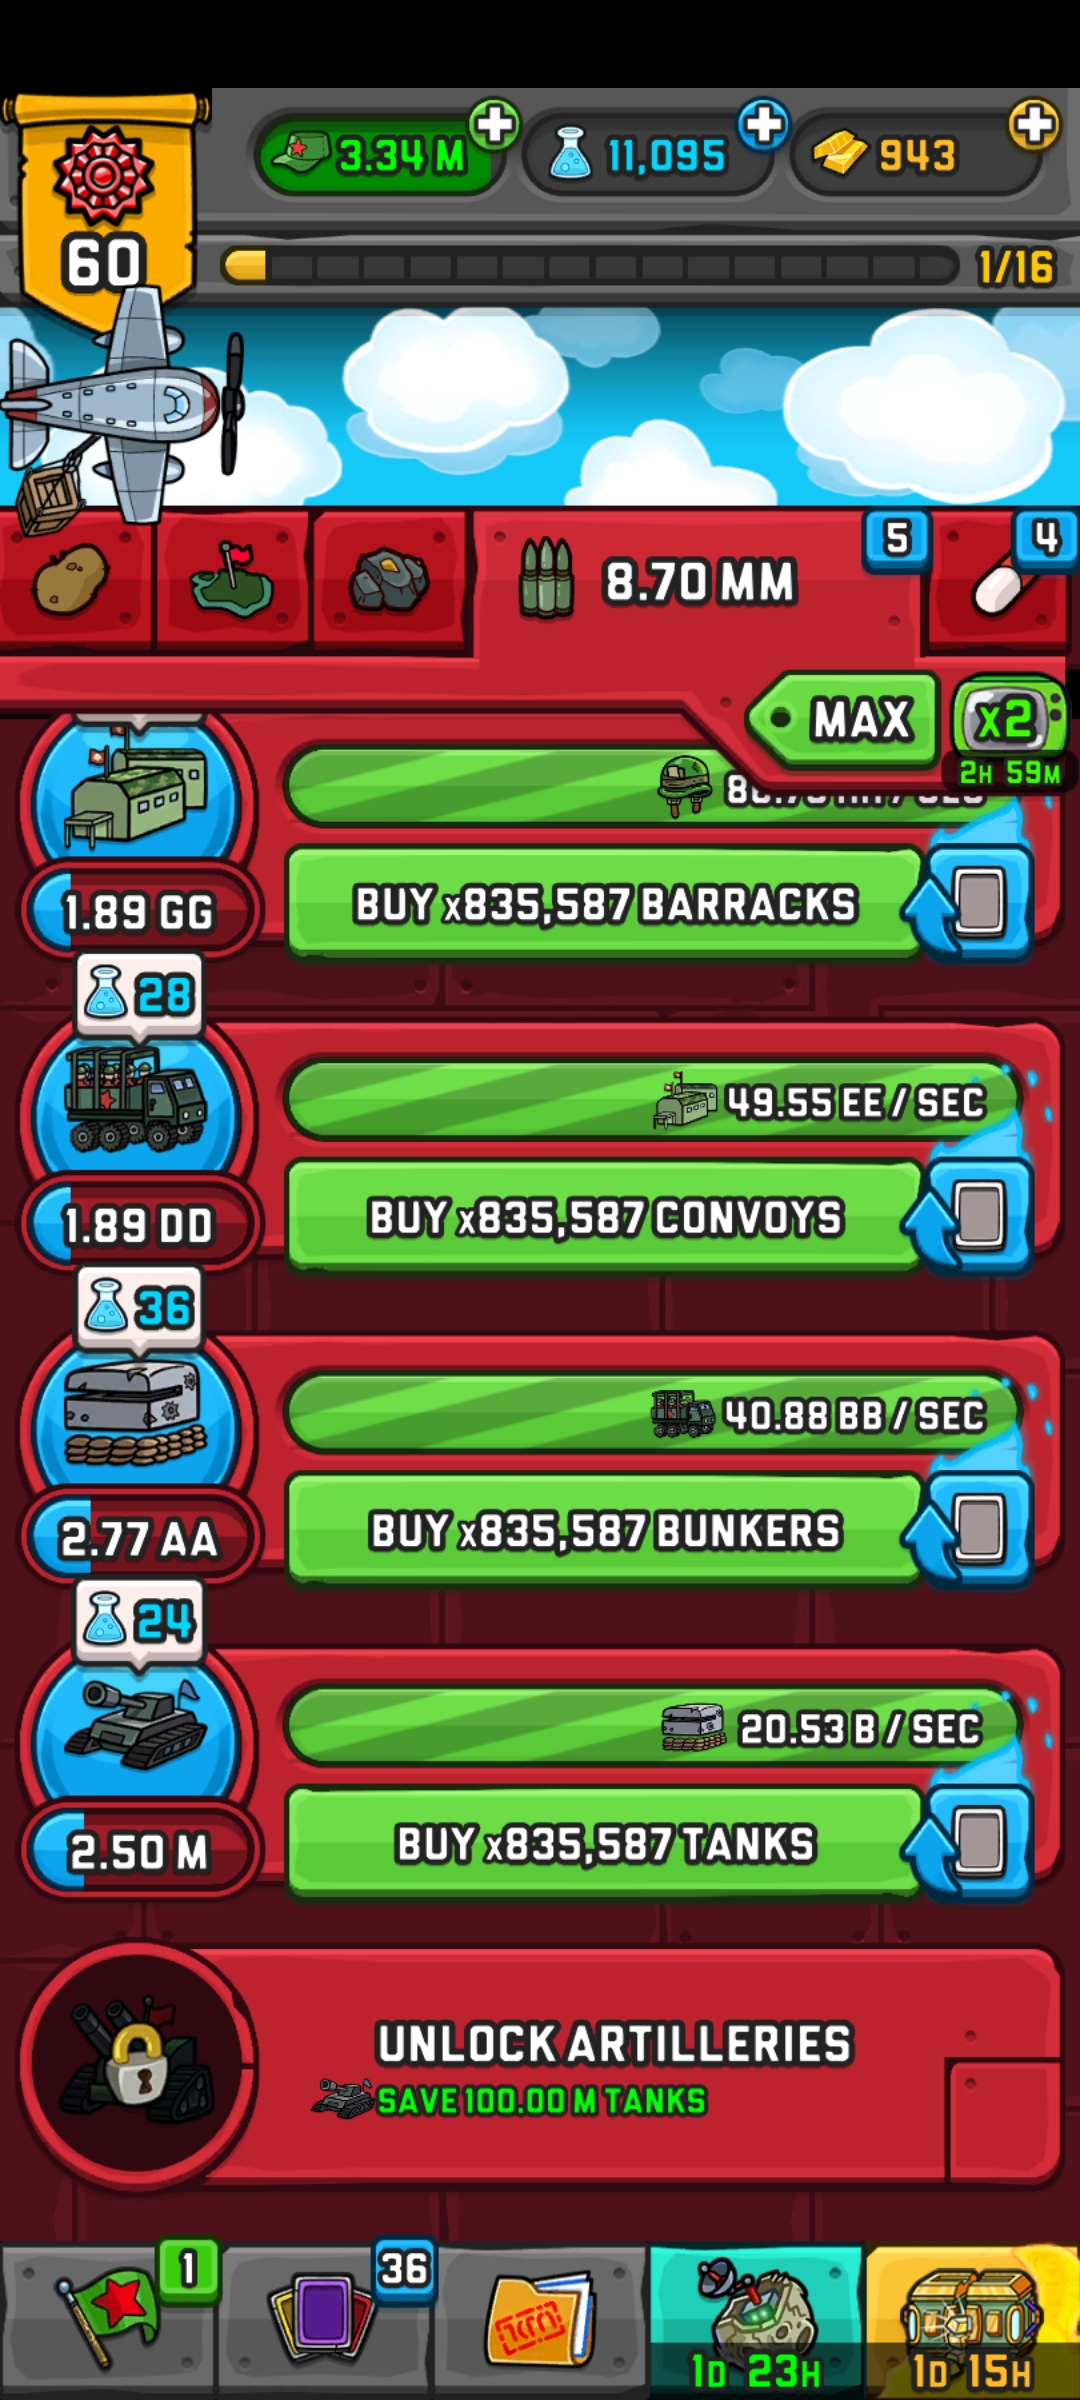 3.34 M
11,095
943
60
1/16
8.70 MM
5
4
MAX
x2
2H 59M
BUY x835,587 BARRACKS
1.89 GG
28
49.55 EE / SEC
BUY x835,587 CONVOYS
1.89 DD
36
40.88 BB / SEC
BUY x835,587 BUNKERS
2.77 AA
24
20.53 B / SEC
BUY x835,587 TANKS
2.50 M
UNLOCK ARTILLERIES
SAVE 100.00 M TANKS
1
36
1D 23H
1D 15H